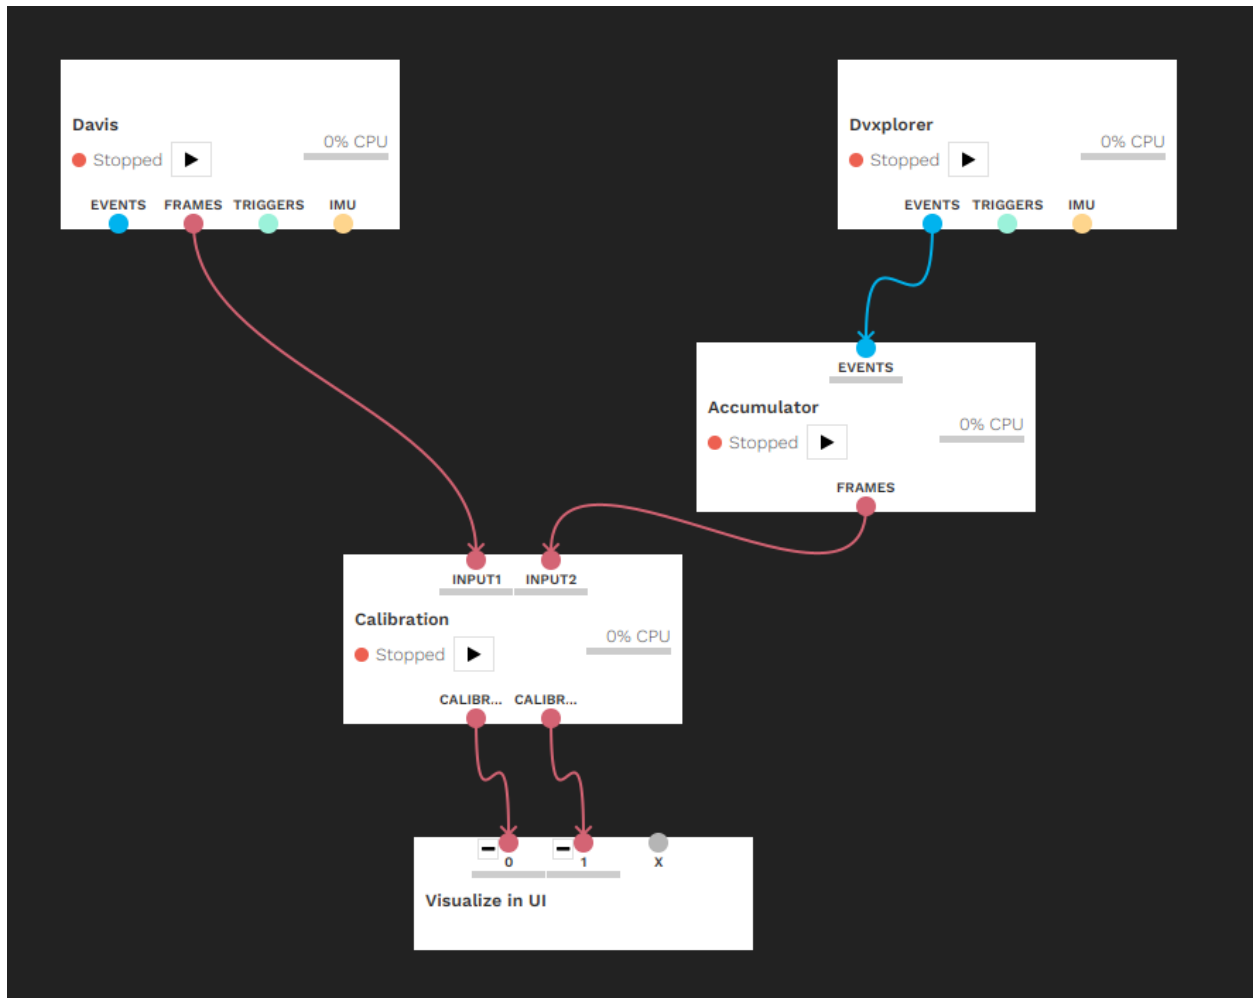 Davis
0% CPU
Stopped
EVENTS FRAMES TRIGGERS IMU
Dvxplorer
0% CPU
Stopped
EVENTS TRIGGERS IMU
EVENTS
Accumulator
0% CPU
Stopped
FRAMES
INPUT1 INPUT2
Calibration
0% CPU
Stopped
CALIBR... CALIBR...
0 1 X
Visualize in UI